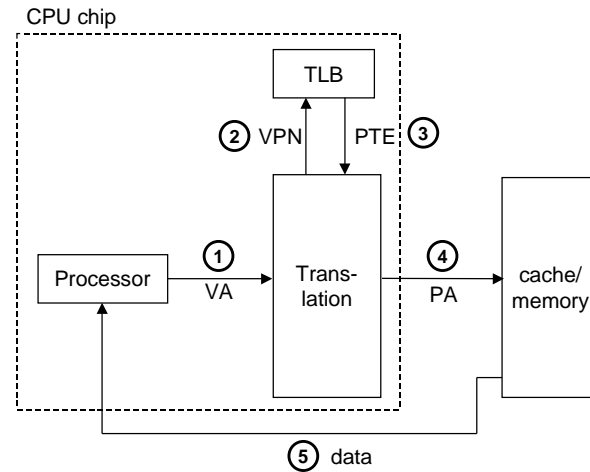 CPU chip
TLB
2 VPN
PTE 3
1
Processor
VA
Trans-
lation
4
PA
cache/
memory
5 data